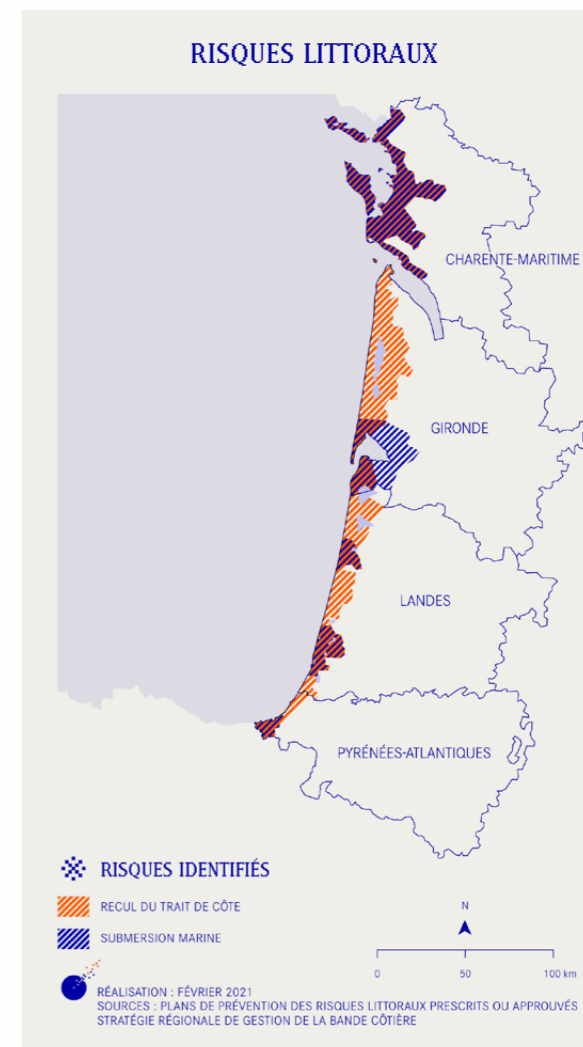 RISQUES LITTORAUX
CHARENTE-MARITIME
GIRONDE
LANDES
PYRÉNÉES-ATLANTIQUES
RISQUES IDENTIFIÉS
RECUL DU TRAIT DE CÔTE
SUBMERSION MARINE
N
0 50 100 km
RÉALISATION : FÉVRIER 2021
SOURCES : PLANS DE PRÉVENTION DES RISQUES LITTORAUX PRESCRITS OU APPROUVÉS
STRATÉGIE RÉGIONALE DE GESTION DE LA BANDE CÔTIÈRE